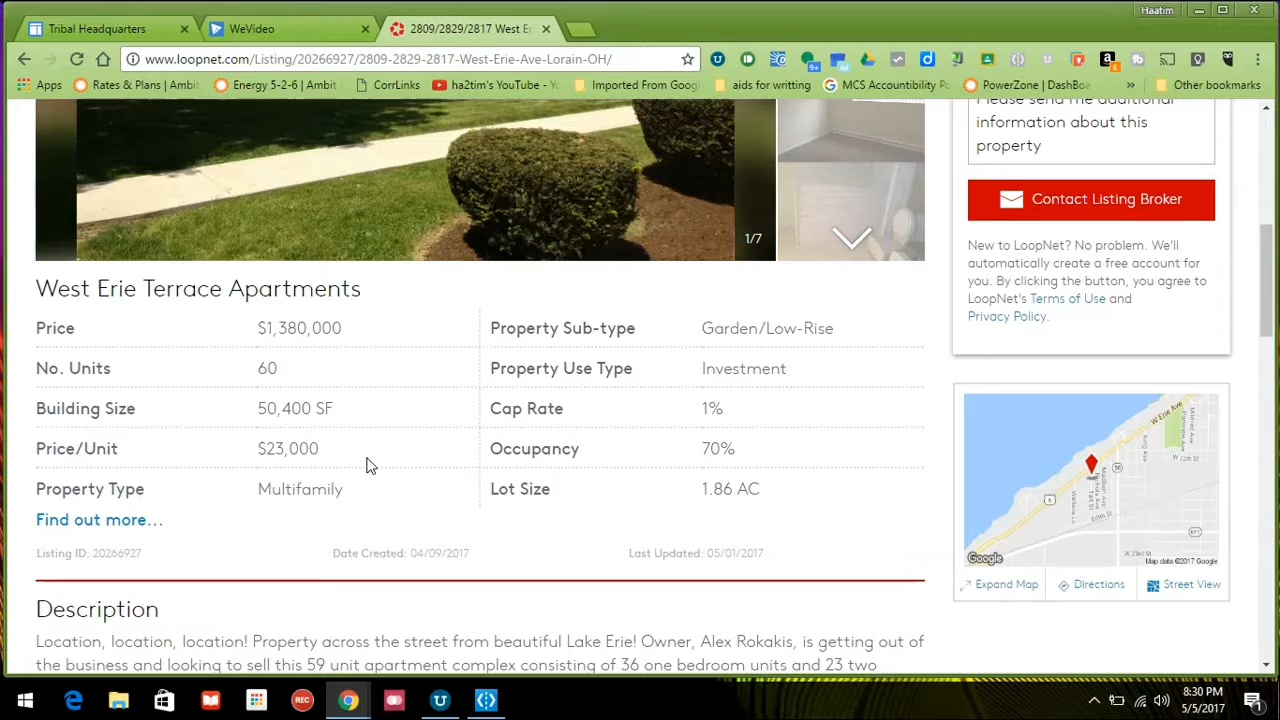 Haatim
Tribal Headquarters
WeVideo
2809/2829/2817 West Er
www.loopnet.com/Listing/20266927/2809-2829-2817-West-Erie-Ave-Lorain-OH/
Apps
Rates & Plans | Ambit
Energy 5-2-6 | Ambit
CorrLinks
ha2tim's YouTube - Yo
Imported From Goog
aids for writting
MCS Accountibility Po
PowerZone | DashBoa
»
Other bookmarks
1/7
Please send me additional
information about this
property
Contact Listing Broker
New to LoopNet? No problem. We'll
automatically create a free account for
you. By clicking the button, you agree to
LoopNet's Terms of Use and
Privacy Policy.
West Erie Terrace Apartments
Price $1,380,000 Property Sub-type Garden/Low-Rise
No. Units 60 Property Use Type Investment
Building Size 50,400 SF Cap Rate 1%
Price/Unit $23,000 Occupancy 70%
Property Type Multifamily Lot Size 1.86 AC
Find out more...
Listing ID: 20266927 Date Created: 04/09/2017 Last Updated: 05/01/2017
Description
Location, location, location! Property across the street from beautiful Lake Erie! Owner, Alex Rokakis, is getting out of
the business and looking to sell this 59 unit apartment complex consisting of 36 one bedroom units and 23 two
W Erie Ave
W 23rd St
Google
Map data ©2017 Google
Expand Map
Directions
Street View
REC
8:30 PM
5/5/2017